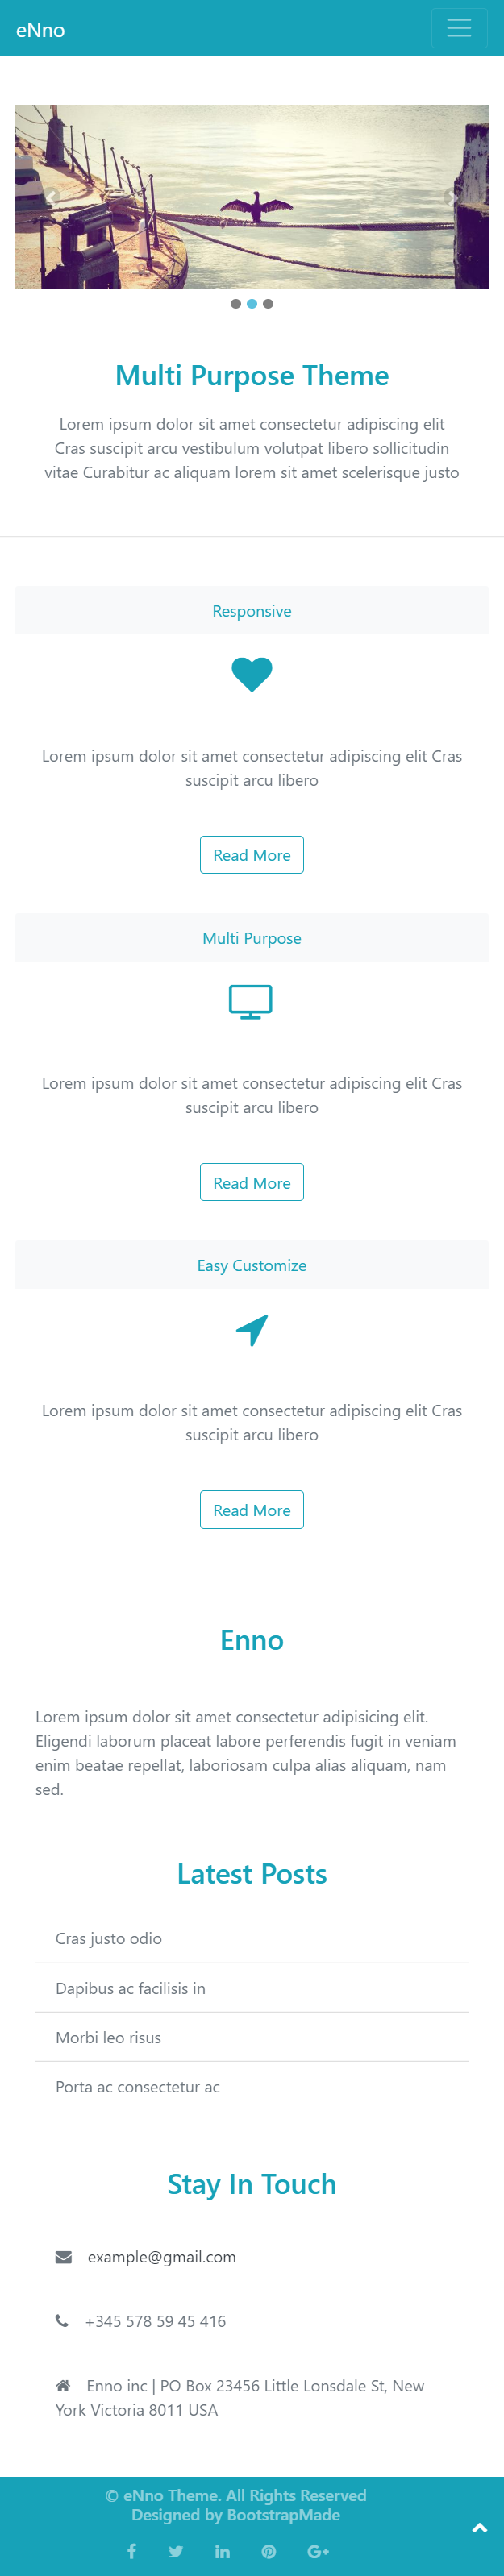 eNno
Multi Purpose Theme
Lorem ipsum dolor sit amet consectetur adipiscing elit
Cras suscipit arcu vestibulum volutpat libero sollicitudin
vitae Curabitur ac aliquam lorem sit amet scelerisque justo
Responsive
Lorem ipsum dolor sit amet consectetur adipiscing elit Cras
suscipit arcu libero
Read More
Multi Purpose
Lorem ipsum dolor sit amet consectetur adipiscing elit Cras
suscipit arcu libero
Read More
Easy Customize
Lorem ipsum dolor sit amet consectetur adipiscing elit Cras
suscipit arcu libero
Read More
Enno
Lorem ipsum dolor sit amet consectetur adipisicing elit.
Eligendi laborum placeat labore perferendis fugit in veniam
enim beatae repellat, laboriosam culpa alias aliquam, nam
sed.
Latest Posts
Cras justo odio
Dapibus ac facilisis in
Morbi leo risus
Porta ac consectetur ac
Stay In Touch
example@gmail.com
+345 578 59 45 416
Enno inc | PO Box 23456 Little Lonsdale St, New
York Victoria 8011 USA
© eNno Theme. All Rights Reserved
Designed by BootstrapMade